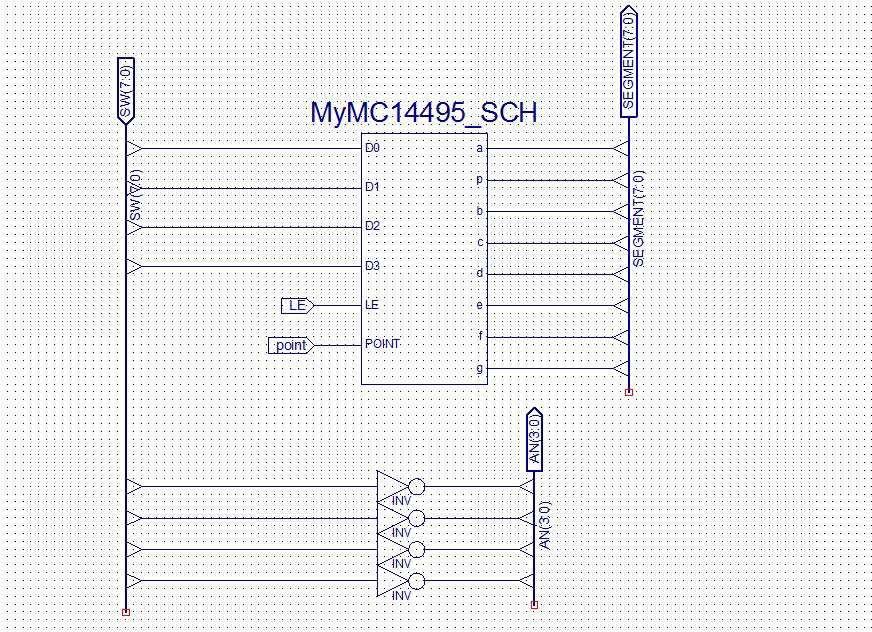 SEGMENT(7:0)
SW(7:0)
MyMC14495_SCH
D0
a
D1
p
SW(7:0)
SEGMENT(7:0)
D2
b
D3
c
d
LE
LE
e
point
POINT
f
g
AN(3:0)
INV
AN(3:0)
INV
INV
INV